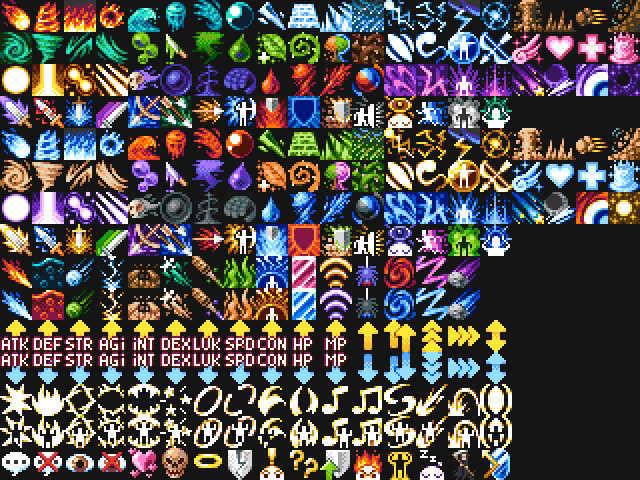 ATK DEF STR AGi iNT DEX LUK SPD CON HP MP
ATK DEF STR AGi iNT DEX LUK SPD CON HP MP
??
zzz